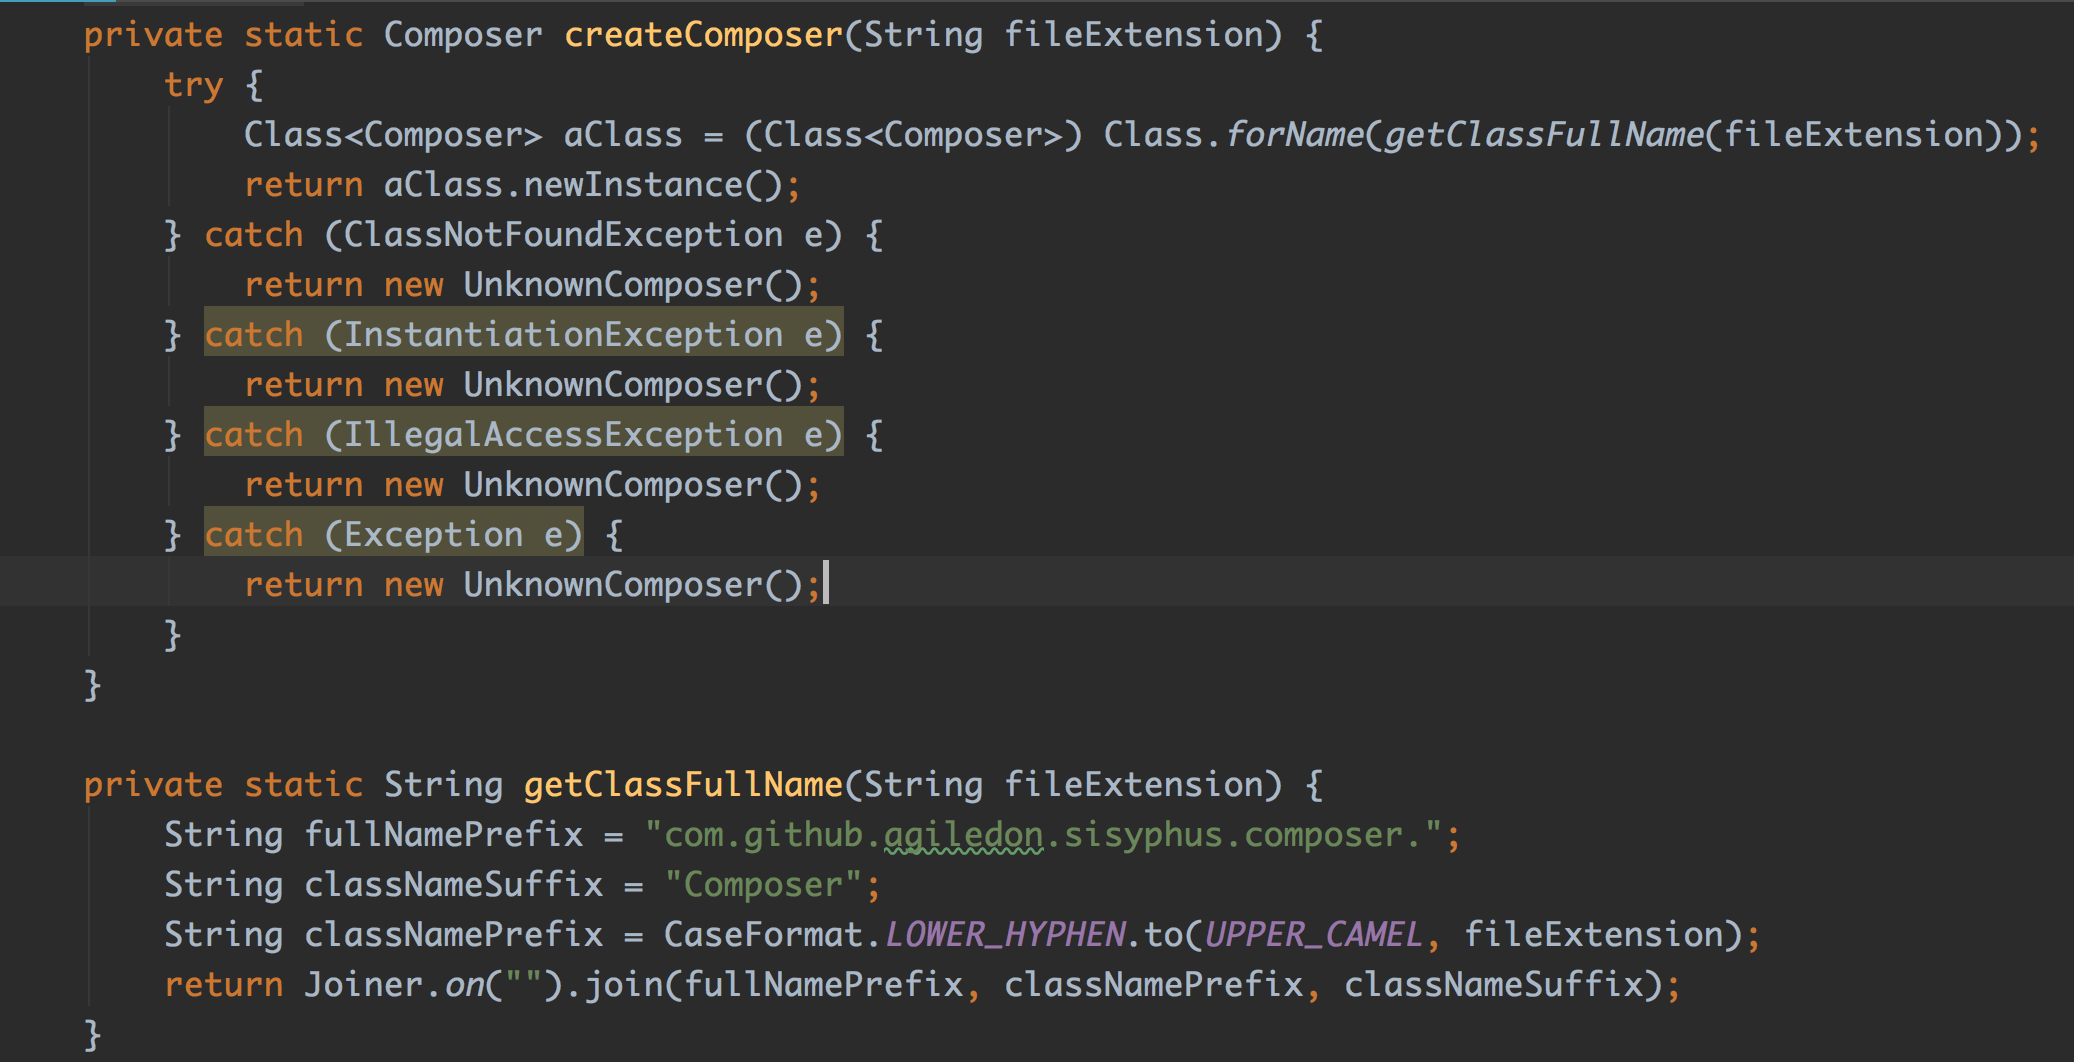 private static Composer createComposer(String fileExtension) {
try {
Class<Composer> aClass = (Class<Composer>) Class.forName(getClassFullName(fileExtension));
return aClass.newInstance();
} catch (ClassNotFoundException e) {
return new UnknownComposer();
} catch (InstantiationException e) {
return new UnknownComposer();
} catch (IllegalAccessException e) {
return new UnknownComposer();
} catch (Exception e) {
return new UnknownComposer();
}
}
private static String getClassFullName(String fileExtension) {
String fullNamePrefix = "com.github.agiledon.sisyphus.composer.";
String classNameSuffix = "Composer";
String classNamePrefix = CaseFormat.LOWER_HYPHEN.to(UPPER_CAMEL, fileExtension);
return Joiner.on("").join(fullNamePrefix, classNamePrefix, classNameSuffix);
}